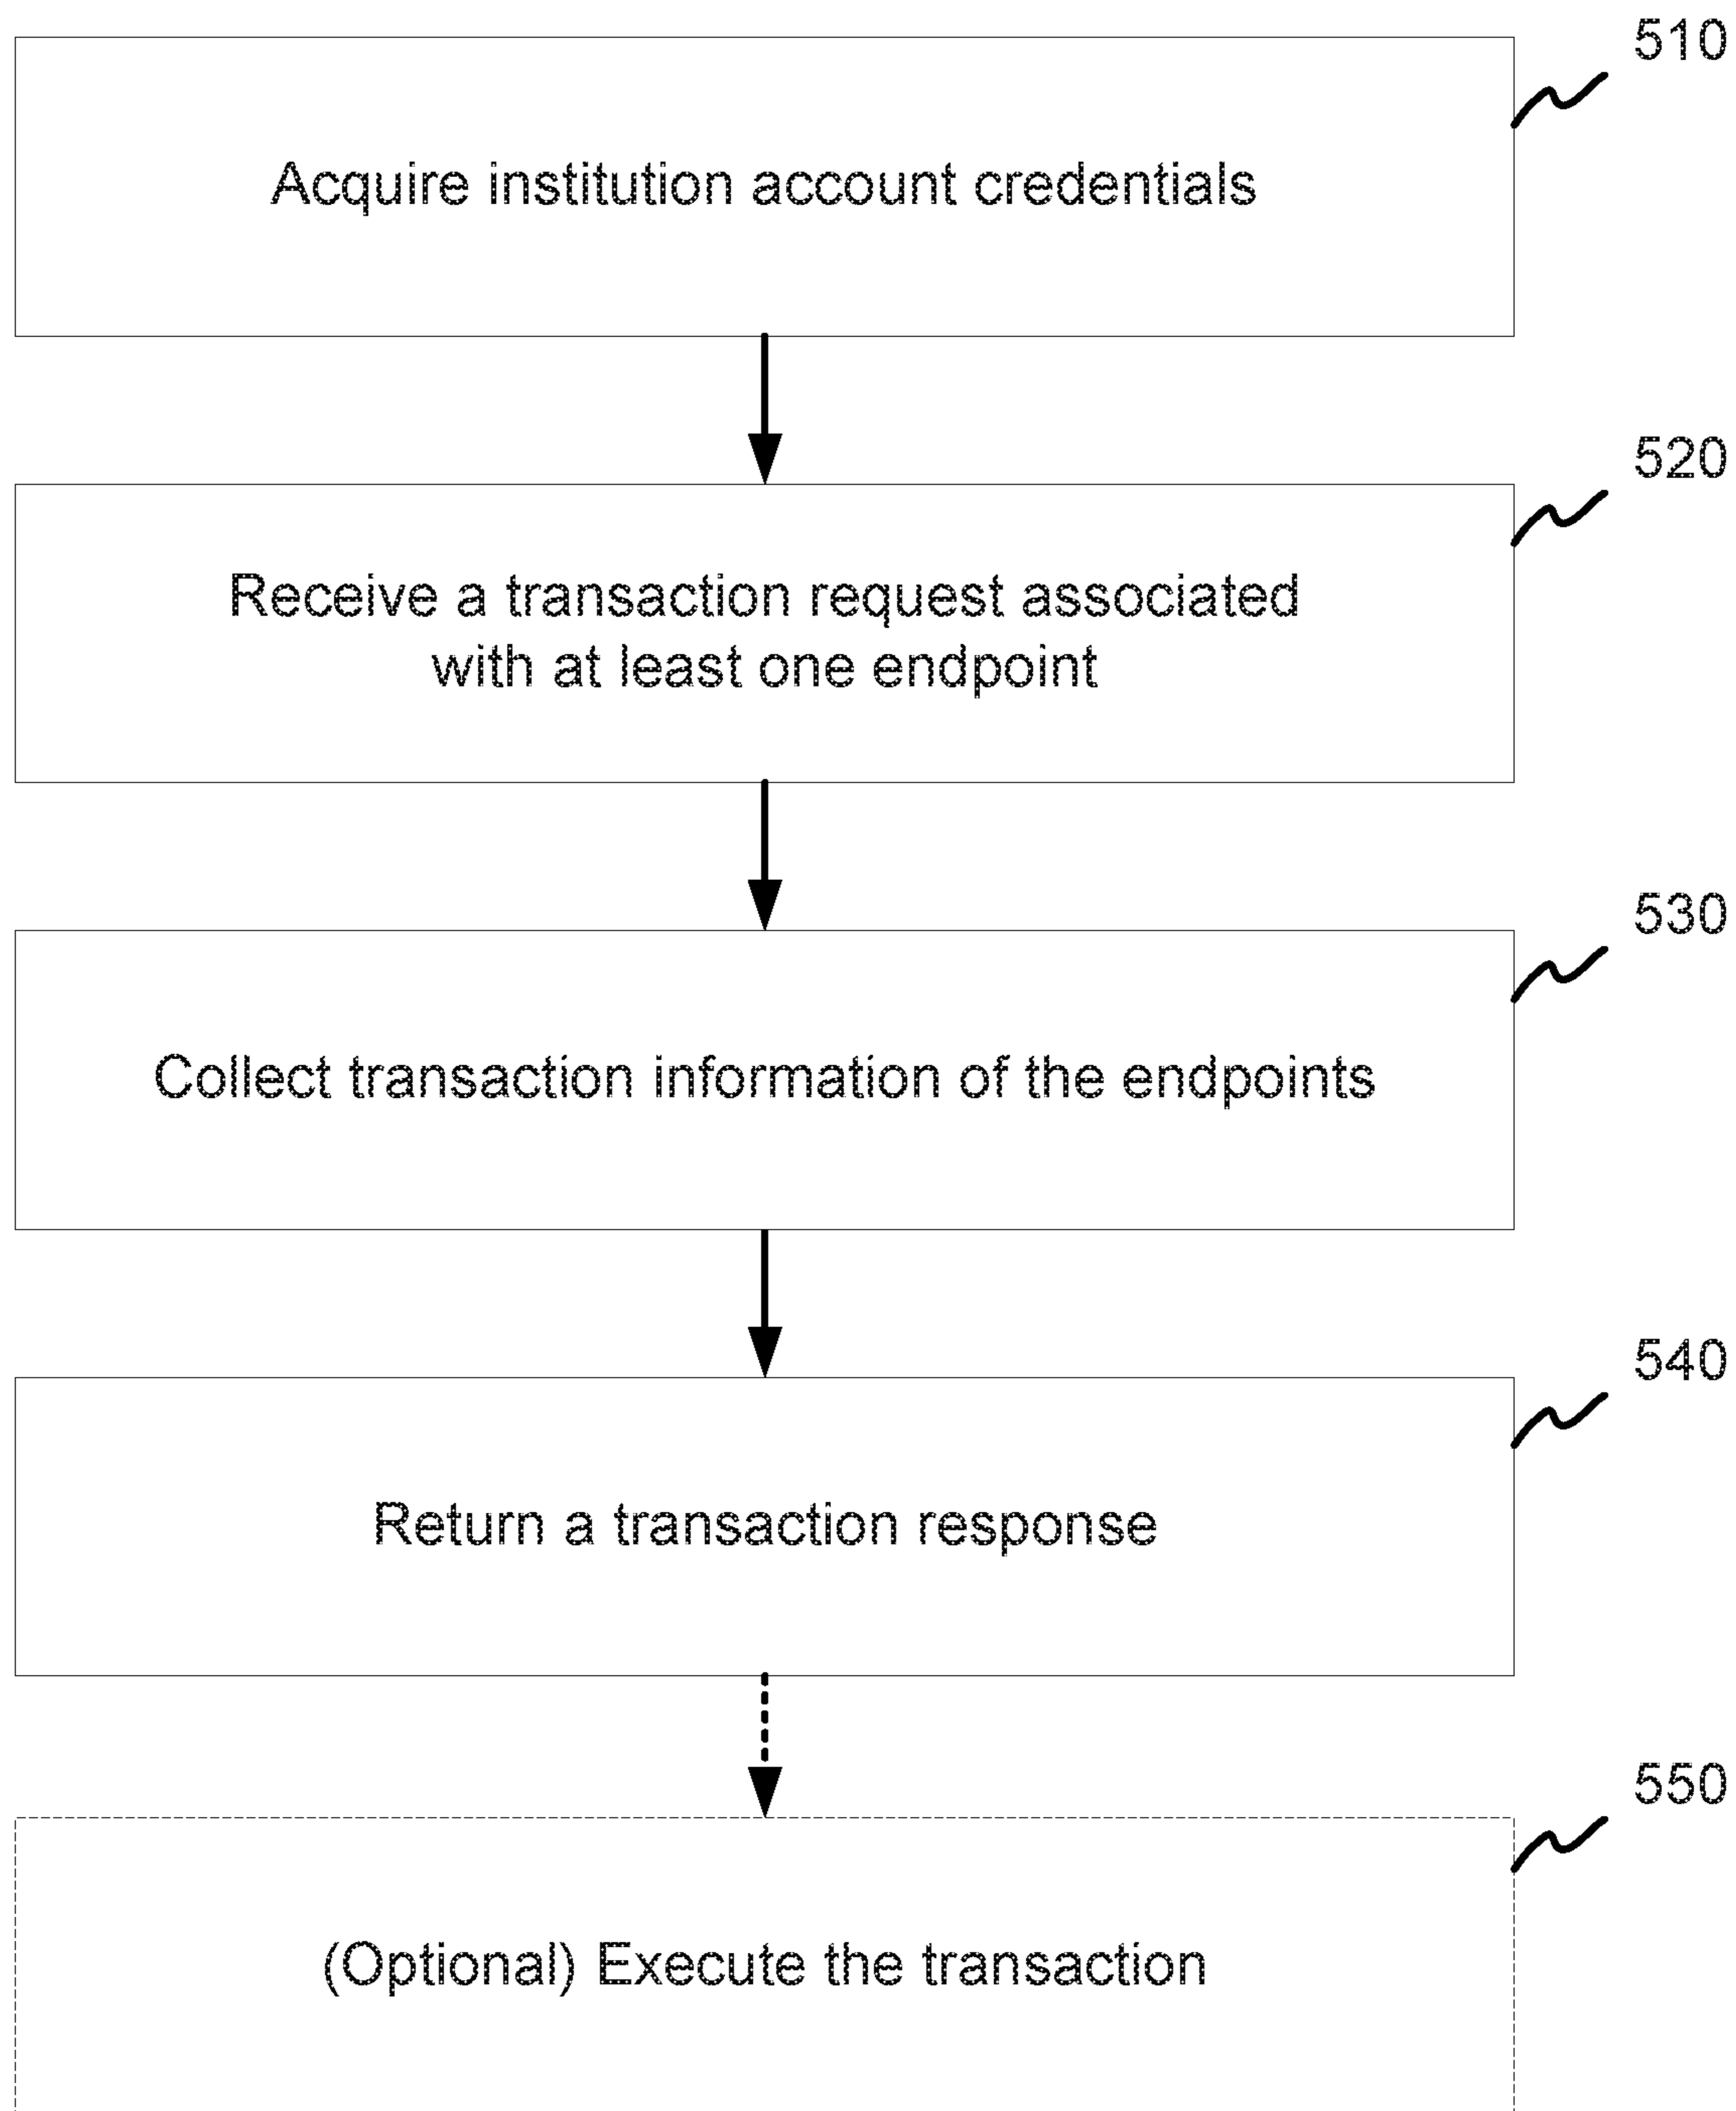 510
Acquire institution account credentials
520
Receive a transaction request associated
with at least one endpoint
530
Collect transaction information of the endpoints
540
Return a transaction response
550
(Optional) Execute the transaction